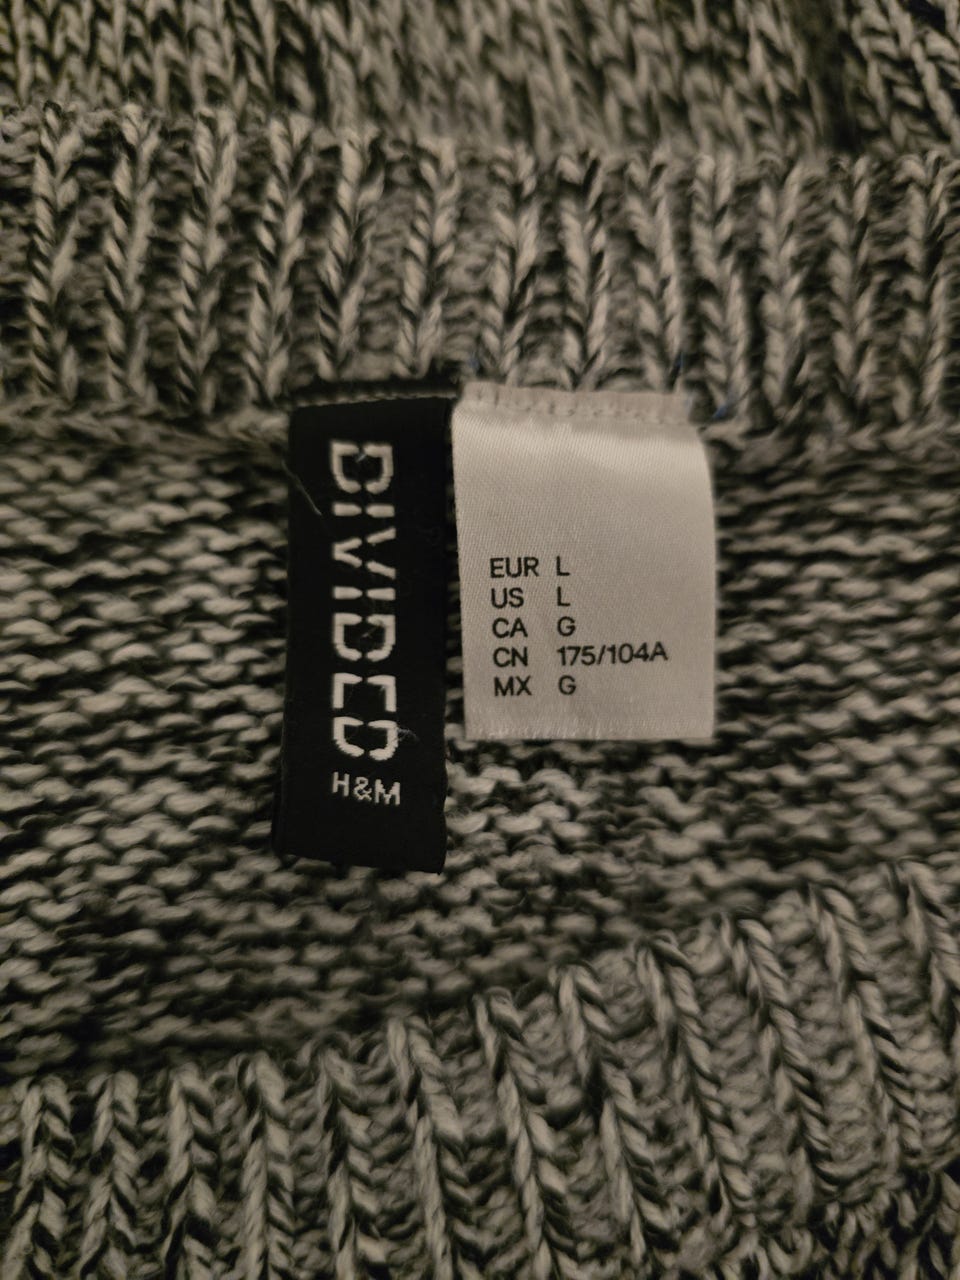 DIVIDED
H&M
EUR L
US L
CA G
CN 175/104A
MX G